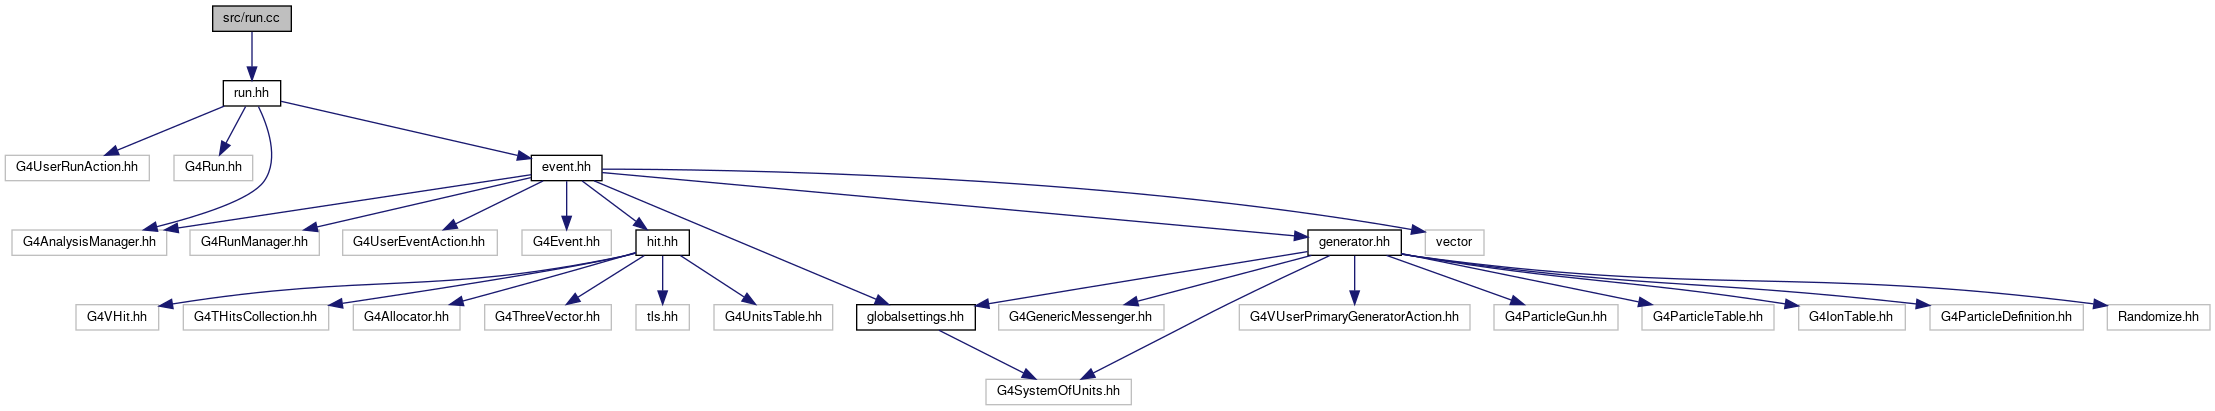 src/run.cc
run.hh
G4UserRunAction.hh
G4Run.hh
event.hh
G4AnalysisManager.hh
G4RunManager.hh
G4UserEventAction.hh
G4Event.hh
hit.hh
generator.hh
vector
G4VHit.hh
G4THitsCollection.hh
G4Allocator.hh
G4ThreeVector.hh
tls.hh
G4UnitsTable.hh
globalsettings.hh
G4GenericMessenger.hh
G4VUserPrimaryGeneratorAction.hh
G4ParticleGun.hh
G4ParticleTable.hh
G4IonTable.hh
G4ParticleDefinition.hh
Randomize.hh
G4SystemOfUnits.hh